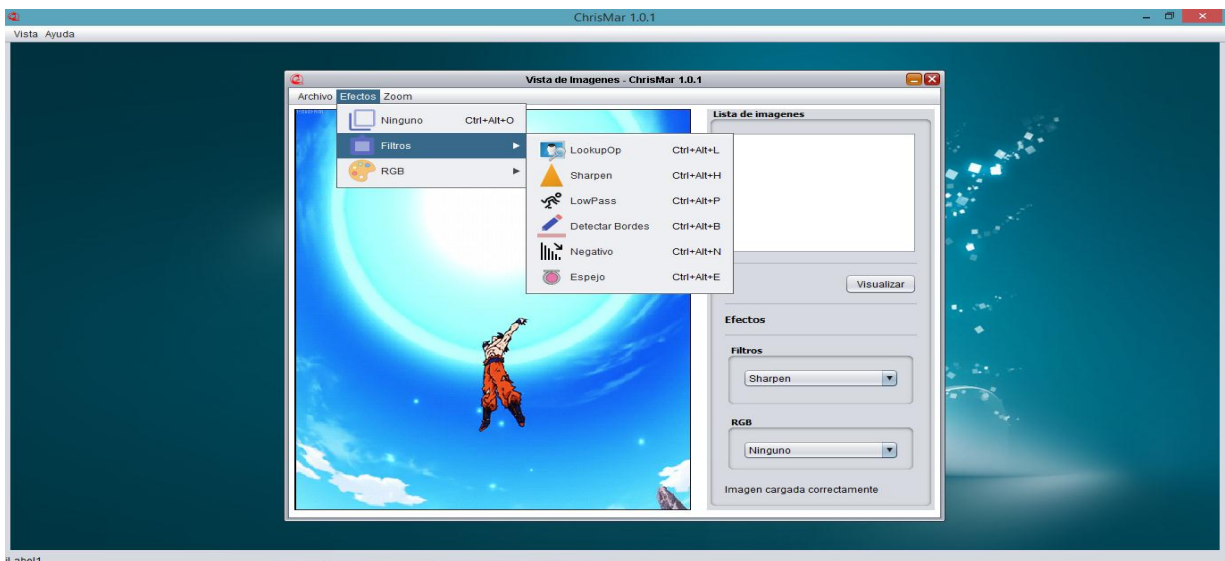 ChrisMar 1.0.1
Vista Ayuda
Vista de Imagenes - ChrisMar 1.0.1
Archivo Efectos Zoom
Ninguno Ctrl+Alt+O
Filtros
RGB
LookupOp Ctrl+Alt+L
Sharpen Ctrl+Alt+H
LowPass Ctrl+Alt+P
Detectar Bordes Ctrl+Alt+B
Negativo Ctrl+Alt+N
Espejo Ctrl+Alt+E
Lista de imagenes
Visualizar
Efectos
Filtros
Sharpen
RGB
Ninguno
Imagen cargada correctamente
jLabel1